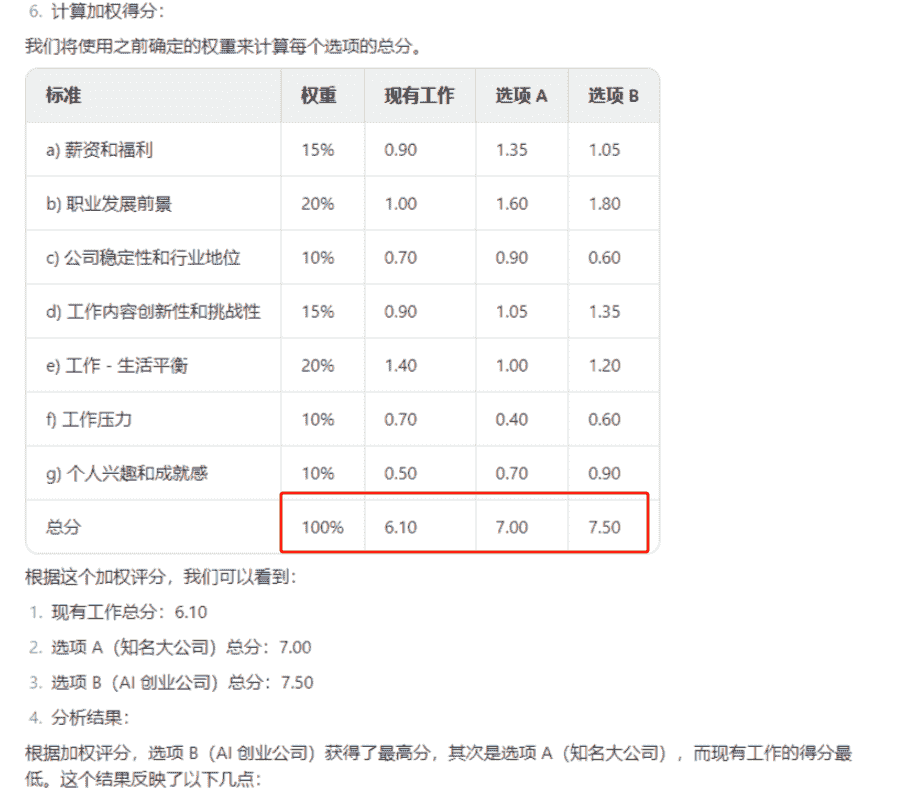 6. 计算加权得分：
我们将使用之前确定的权重来计算每个选项的总分。
标准 权重 现有工作 选项 A 选项 B
a) 薪资和福利 15% 0.90 1.35 1.05
b) 职业发展前景 20% 1.00 1.60 1.80
c) 公司稳定性和行业地位 10% 0.70 0.90 0.60
d) 工作内容创新性和挑战性 15% 0.90 1.05 1.35
e) 工作 - 生活平衡 20% 1.40 1.00 1.20
f) 工作压力 10% 0.70 0.40 0.60
g) 个人兴趣和成就感 10% 0.50 0.70 0.90
总分 100% 6.10 7.00 7.50
根据这个加权评分，我们可以看到：
1. 现有工作总分：6.10
2. 选项 A（知名大公司）总分：7.00
3. 选项 B（AI 创业公司）总分：7.50
4. 分析结果：
根据加权评分，选项 B（AI 创业公司）获得了最高分，其次是选项 A（知名大公司），而现有工作的得分最
低。这个结果反映了以下几点：